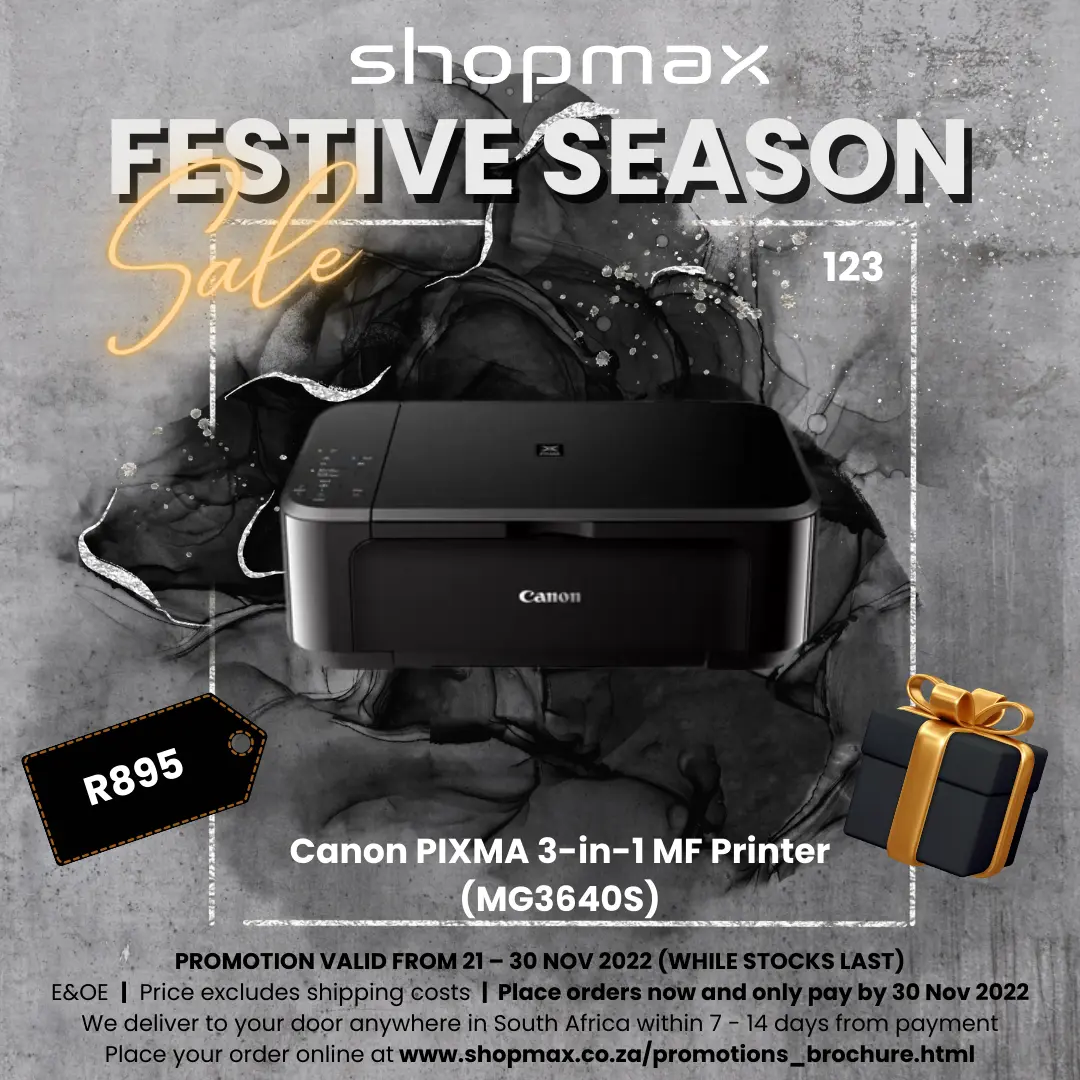 shopmax
FESTIVE SEASON
Sale
123
Canon
R895
Canon PIXMA 3-in-1 MF Printer
(MG3640S)
PROMOTION VALID FROM 21 – 30 NOV 2022 (WHILE STOCKS LAST)
E&OE | Price excludes shipping costs | Place orders now and only pay by 30 Nov 2022
We deliver to your door anywhere in South Africa within 7 - 14 days from payment
Place your order online at www.shopmax.co.za/promotions_brochure.html